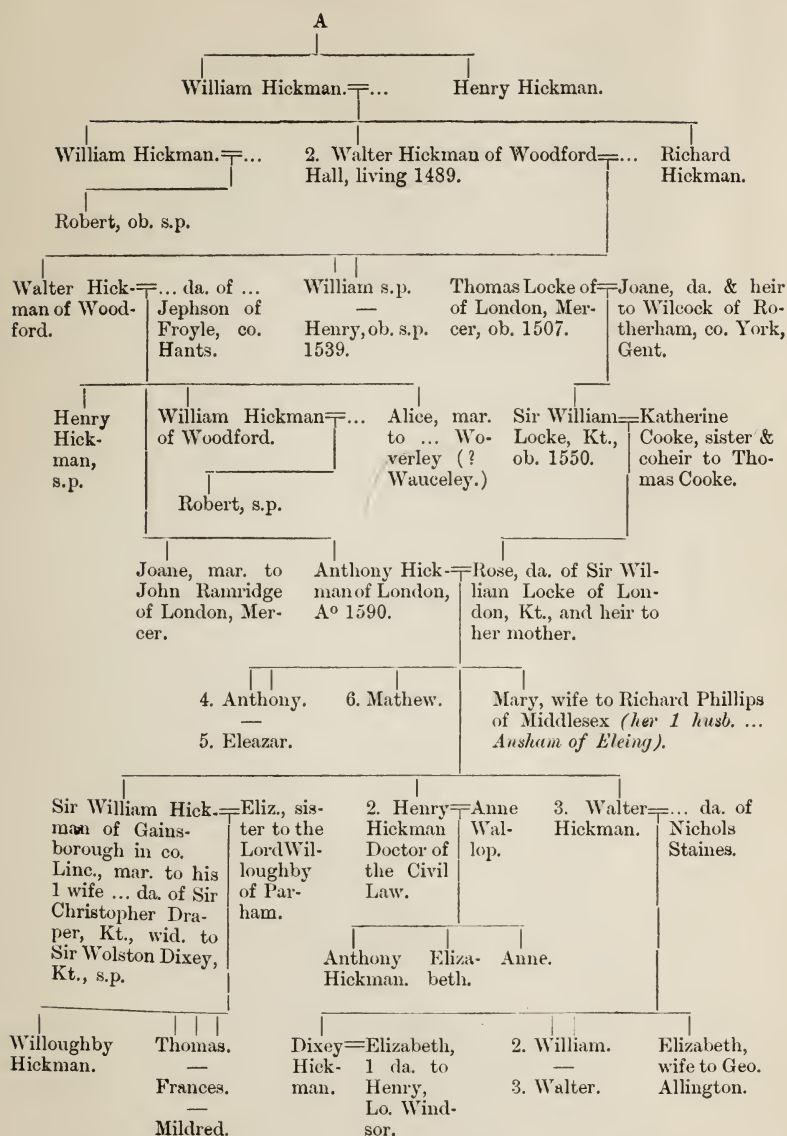 A
William Hickman.=... Henry Hickman.
William Hickman.=... 2. Walter Hickman of Woodford=... Richard
Hall, living 1489. Hickman.
Robert, ob. s.p.
Walter Hick-=... da. of ... William s.p. Thomas Locke of=Joane, da. & heir
man of Wood- Jephson of — of London, Mer- to Wilcock of Ro-
ford. Froyle, co. Henry, ob. s.p. cer, ob. 1507. therham, co. York,
Hants. 1539. Gent.
Henry William Hickman=... Alice, mar. Sir William=Katherine
Hick- of Woodford. to ... Wo- Locke, Kt., Cooke, sister &
man, verley (? ob. 1550. coheir to Tho-
s.p. Wauceley.) mas Cooke.
Robert, s.p.
Joane, mar. to Anthony Hick-=Rose, da. of Sir Wil-
John Ramridge man of London, liam Locke of Lon-
of London, Mer- Aº 1590. don, Kt., and heir to
cer. her mother.
4. Anthony. 6. Mathew. Mary, wife to Richard Phillips
— of Middlesex (her 1 husb. ...
5. Eleazar. Ansham of Eleing).
Sir William Hick-=Eliz., sis- 2. Henry=Anne 3. Walter=... da. of
man of Gains- ter to the Hickman Wal- Hickman. Nichols
borough in co. Lord Wil- Doctor of lop. Staines.
Linc., mar. to his loughby the Civil
1 wife ... da. of Sir of Par- Law.
Christopher Dra- ham.
per, Kt., wid. to Anthony Eliza- Anne.
Sir Wolston Dixey, Hickman. beth.
Kt., s.p.
Willoughby Thomas. Dixey=Elizabeth, 2. William. Elizabeth,
Hickman. — Hick- 1 da. to — wife to Geo.
Frances. man. Henry, 3. Walter. Allington.
— Lo. Wind-
Mildred. sor.